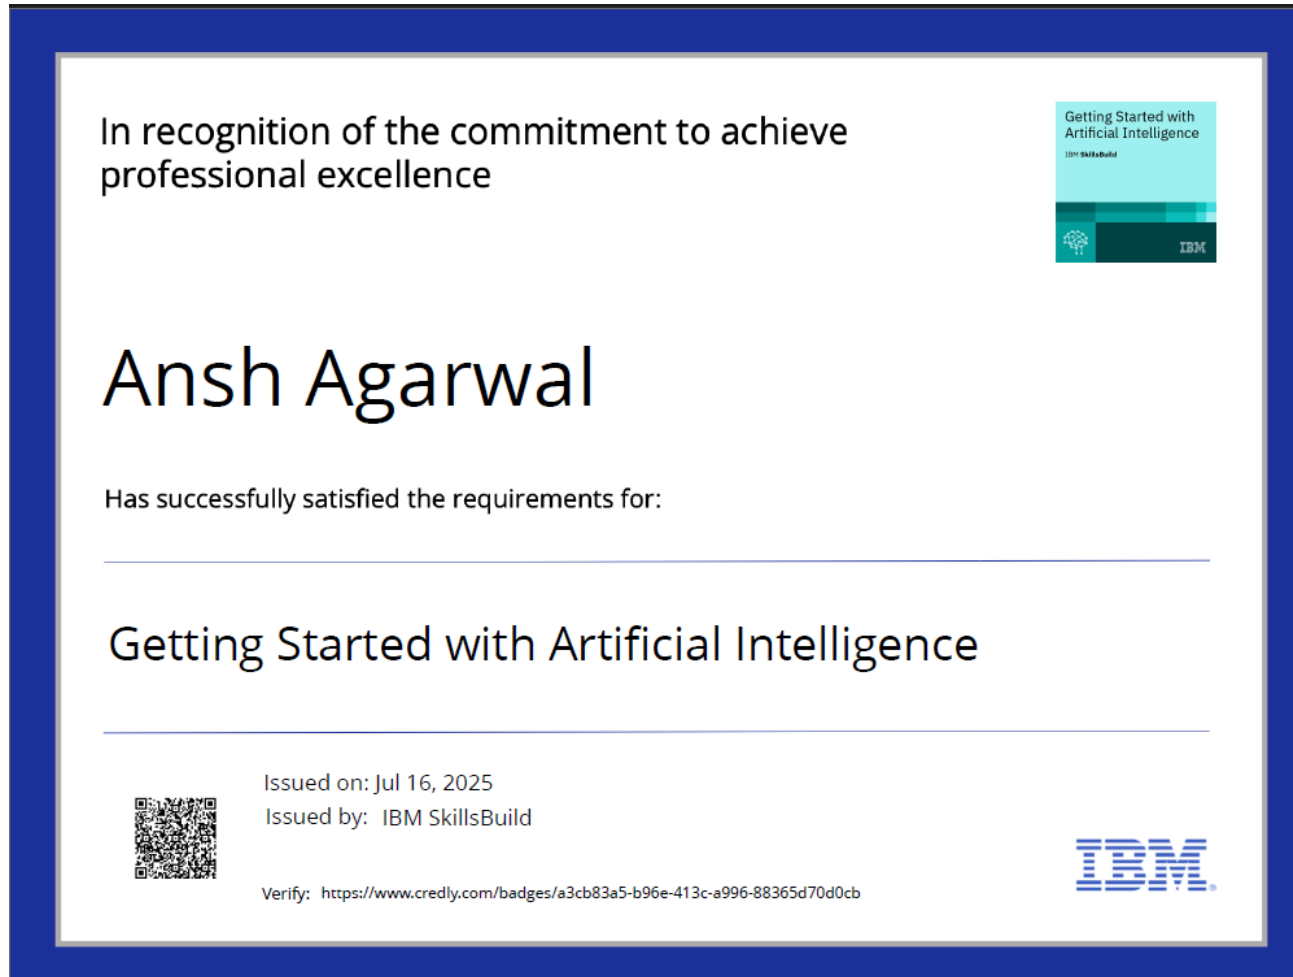 In recognition of the commitment to achieve
professional excellence
Getting Started with
Artificial Intelligence
IBM SkillsBuild
IBM
Ansh Agarwal
Has successfully satisfied the requirements for:
Getting Started with Artificial Intelligence
Issued on: Jul 16, 2025
Issued by: IBM SkillsBuild
Verify: https://www.credly.com/badges/a3cb83a5-b96e-413c-a996-88365d70d0cb
IBM®